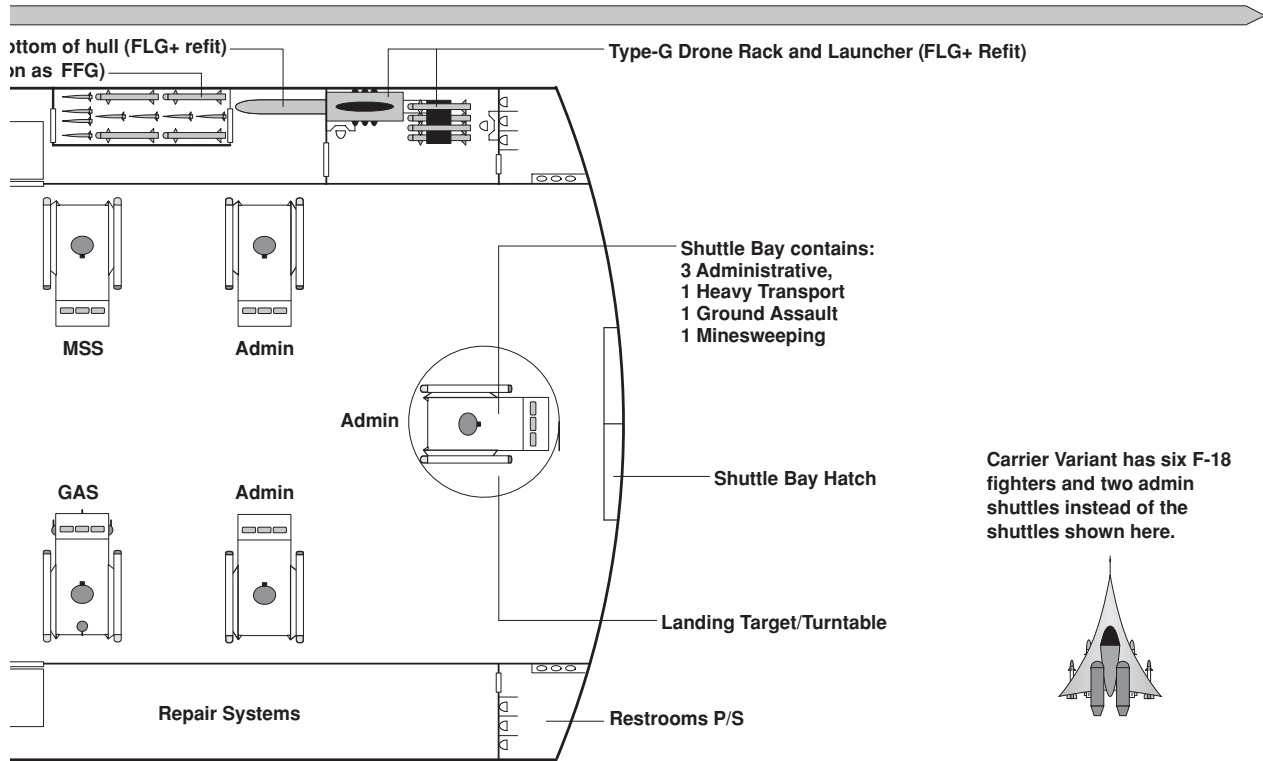 ottom of hull (FLG+ refit)
on as FFG)
Type-G Drone Rack and Launcher (FLG+ Refit)
Shuttle Bay contains:
3 Administrative,
1 Heavy Transport
1 Ground Assault
1 Minesweeping
MSS
Admin
Admin
Shuttle Bay Hatch
GAS
Admin
Carrier Variant has six F-18
fighters and two admin
shuttles instead of the
shuttles shown here.
Landing Target/Turntable
Repair Systems
Restrooms P/S